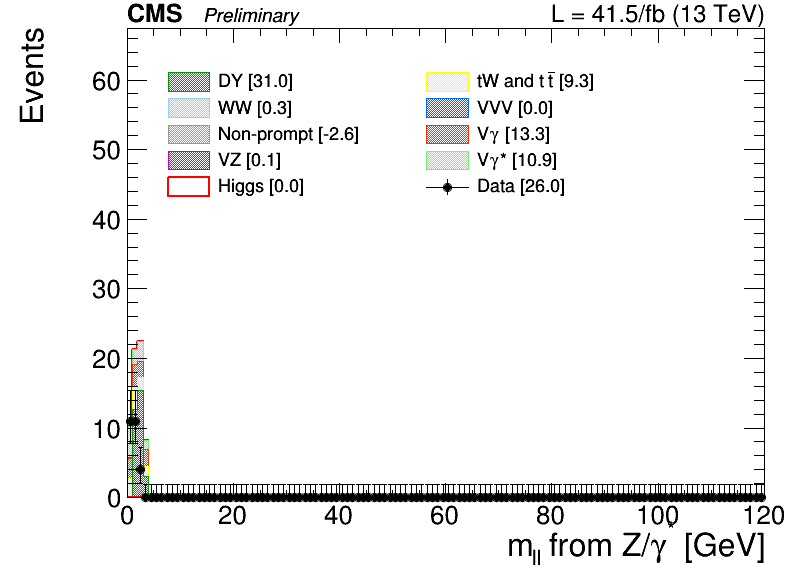 CMS Preliminary L = 41.5/fb (13 TeV)
Events
60
50
40
30
20
10
0
DY [31.0]
WW [0.3]
Non-prompt [-2.6]
VZ [0.1]
Higgs [0.0]
tW and tt̅ [9.3]
VVV [0.0]
Vγ [13.3]
Vγ* [10.9]
Data [26.0]
0 20 40 60 80 100 120
m_ll from Z/γ* [GeV]